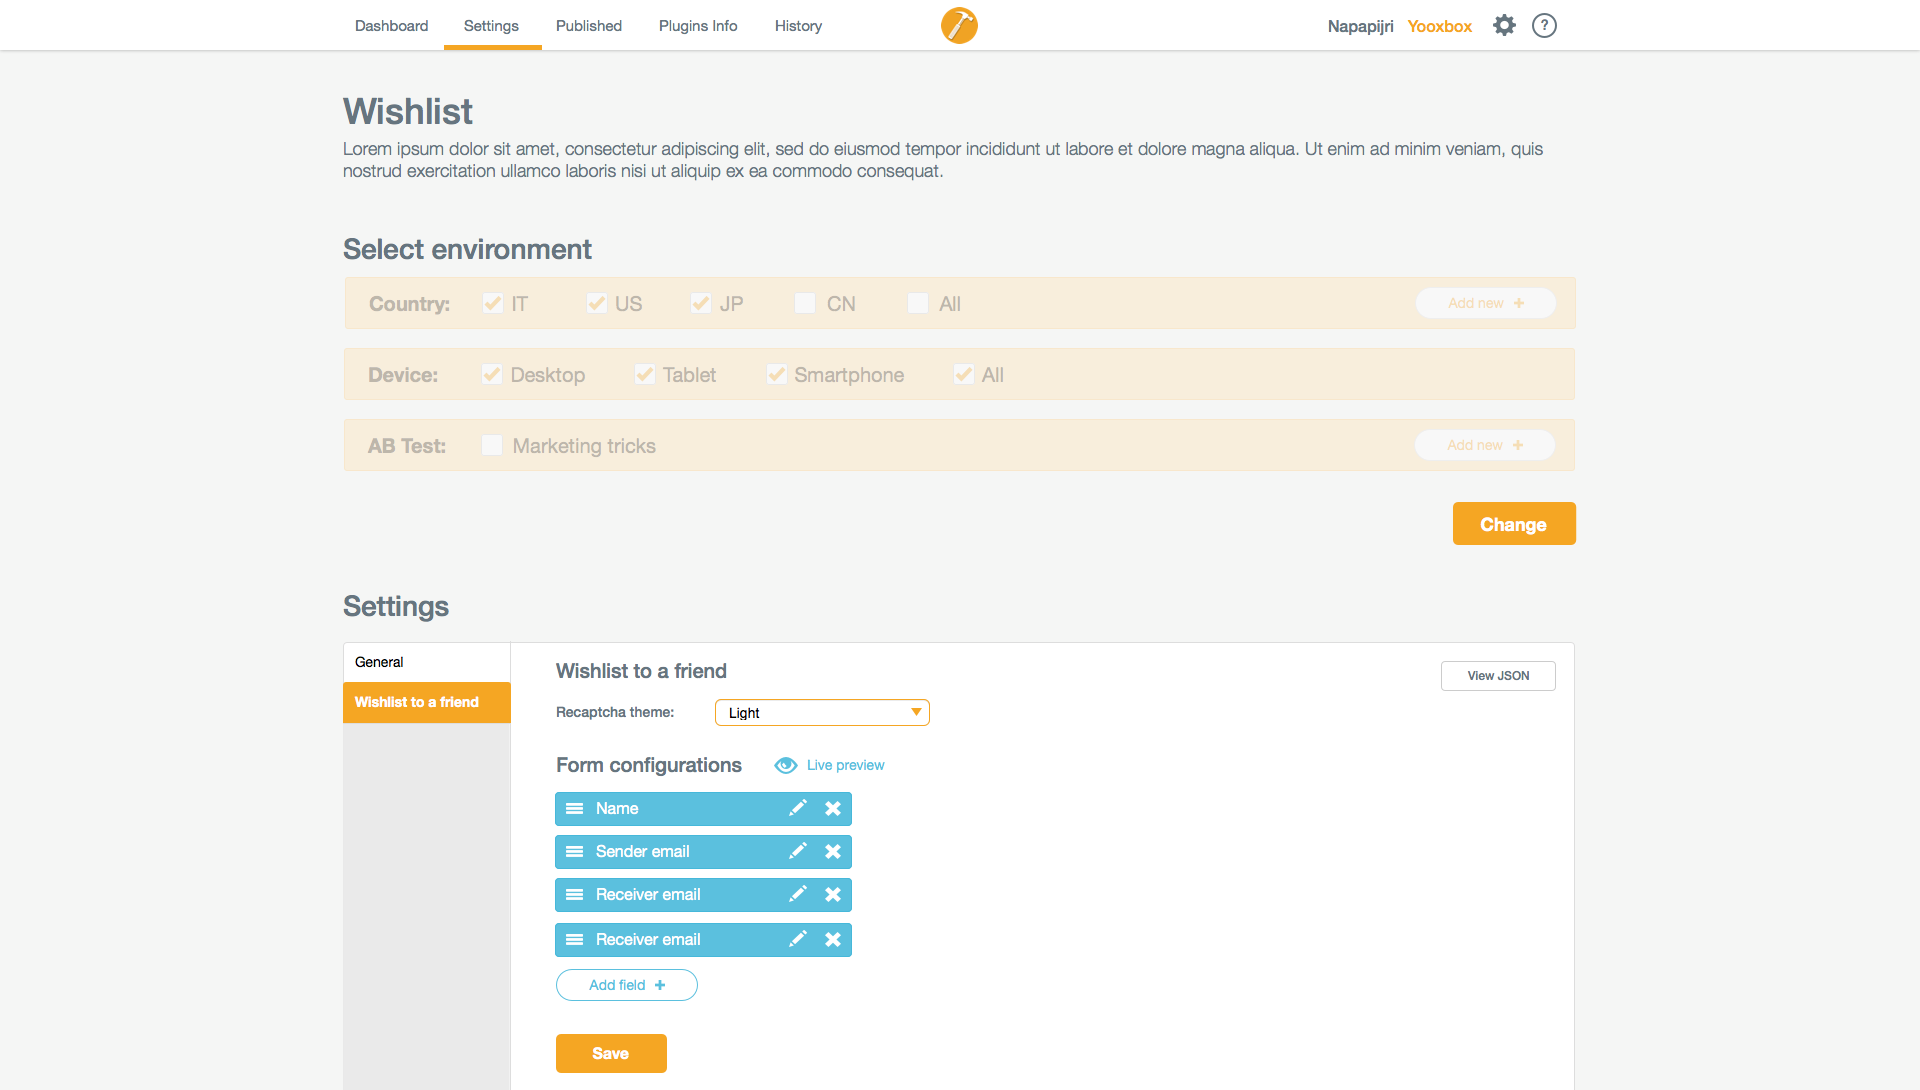 Dashboard Settings Published Plugins Info History Napapijri Yooxbox ?
Wishlist
Lorem ipsum dolor sit amet, consectetur adipiscing elit, sed do eiusmod tempor incididunt ut labore et dolore magna aliqua. Ut enim ad minim veniam, quis
nostrud exercitation ullamco laboris nisi ut aliquip ex ea commodo consequat.
Select environment
Country: IT US JP CN All Add new +
Device: Desktop Tablet Smartphone All
AB Test: Marketing tricks Add new +
Change
Settings
General
Wishlist to a friend
Wishlist to a friend
View JSON
Recaptcha theme: Light
Form configurations Live preview
Name
Sender email
Receiver email
Receiver email
Add field +
Save